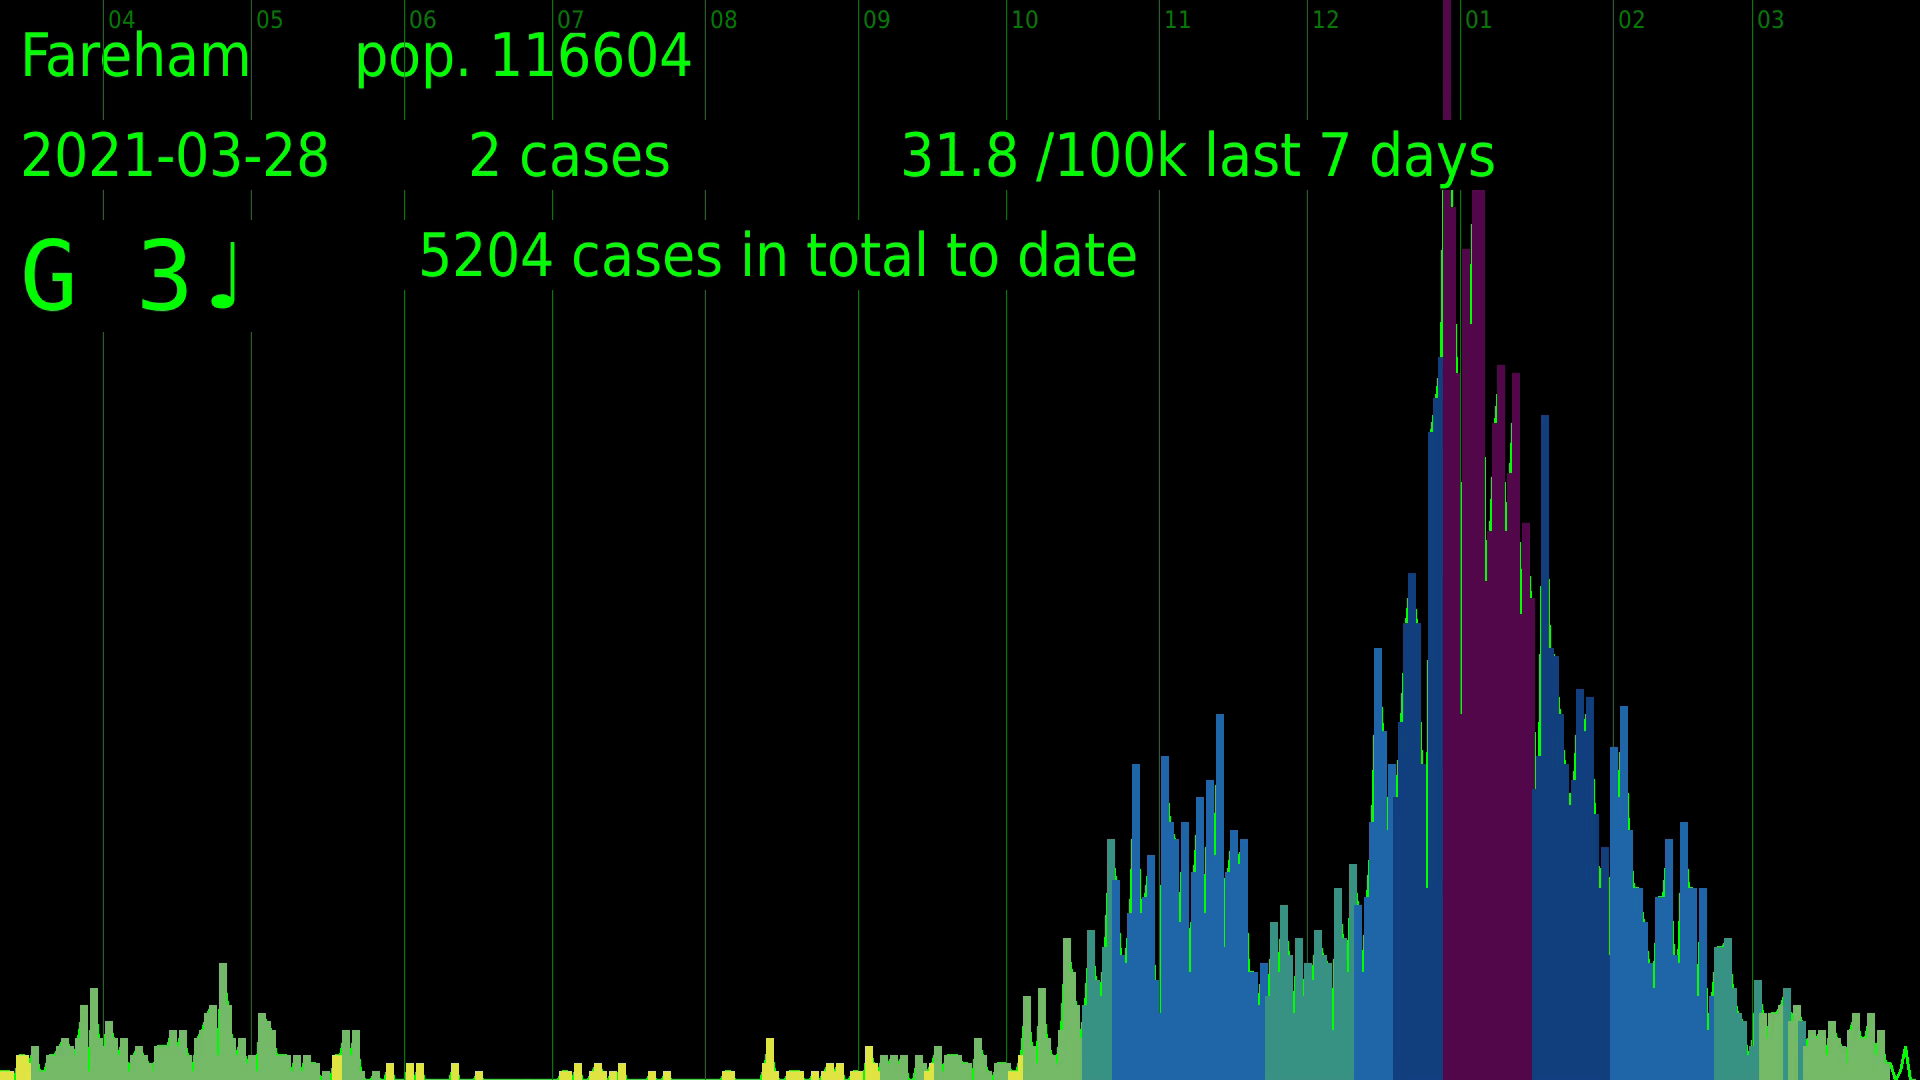 04 05 06 07 08 09 10 11 12 01 02 03
Fareham pop. 116604
2021-03-28 2 cases 31.8 /100k last 7 days
G 3♩ 5204 cases in total to date